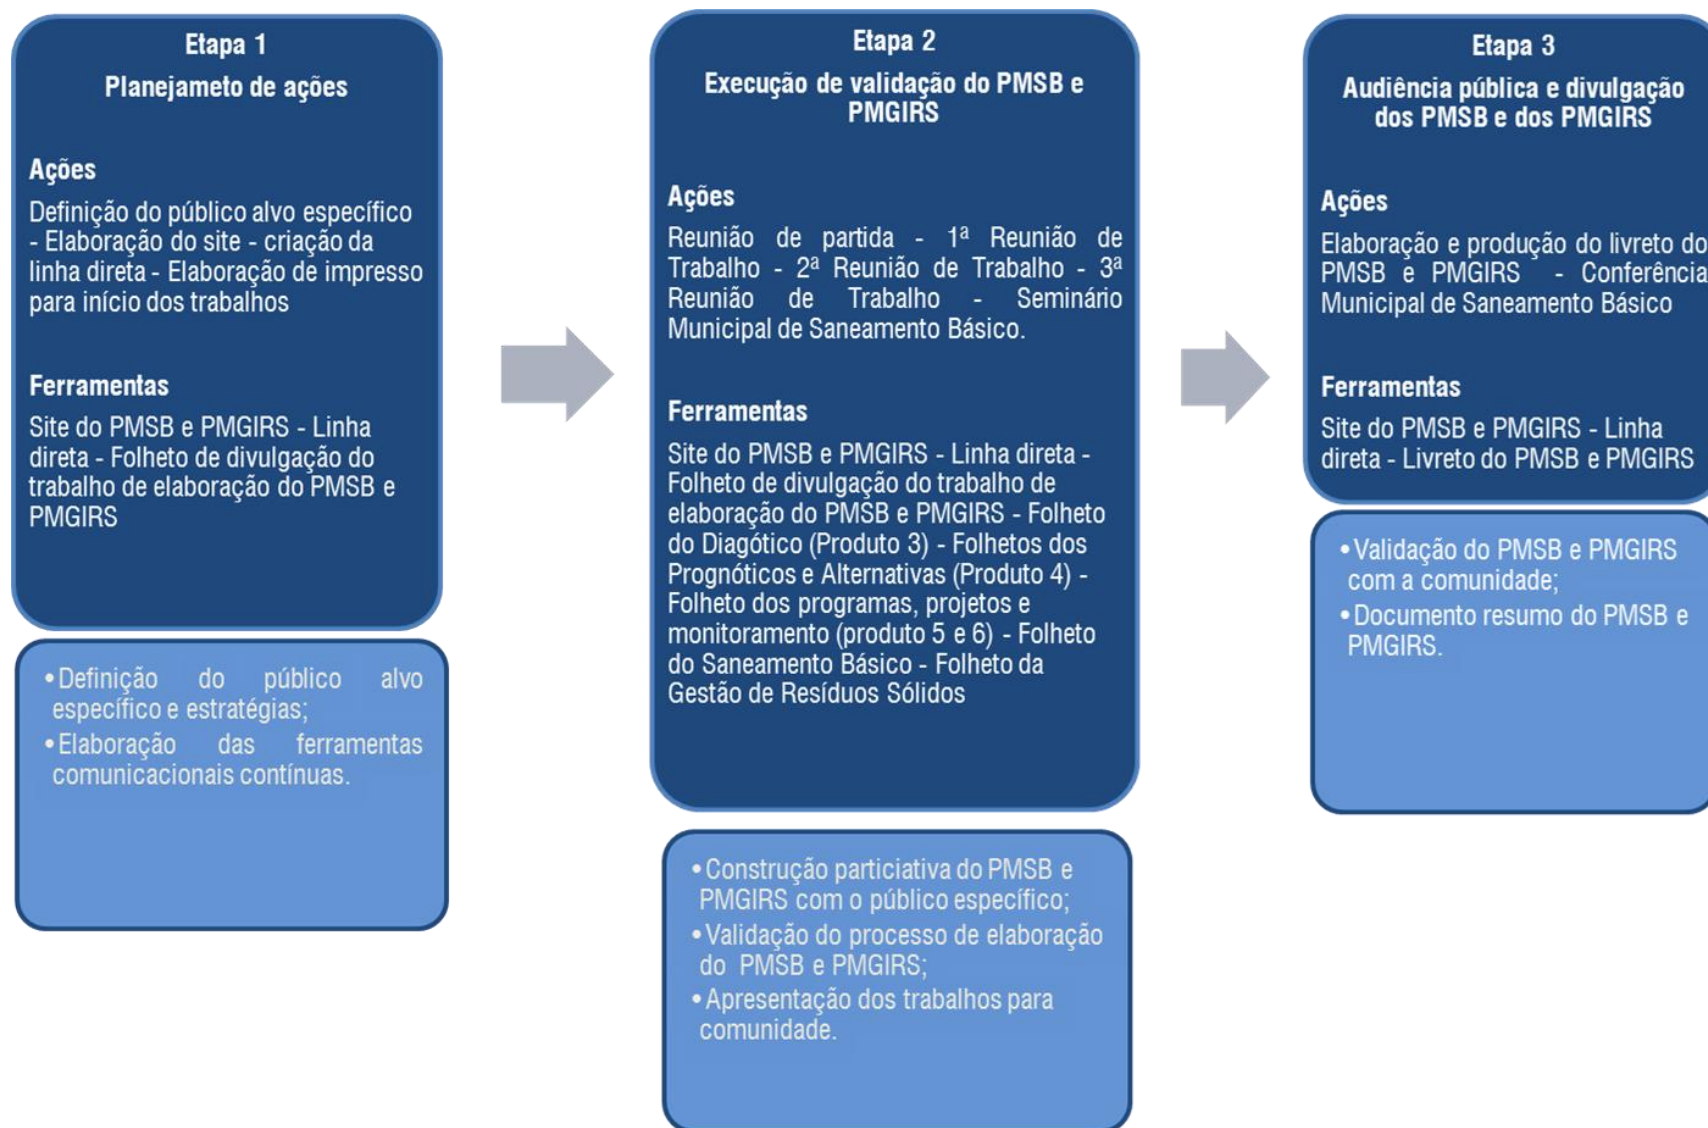 Etapa 1
Planejameto de ações
Ações
Definição do público alvo específico
- Elaboração do site - criação da
linha direta - Elaboração de impresso
para início dos trabalhos
Ferramentas
Site do PMSB e PMGIRS - Linha
direta - Folheto de divulgação do
trabalho de elaboração do PMSB e
PMGIRS
•Definição do público alvo
específico e estratégias;
•Elaboração das ferramentas
comunicacionais contínuas.
Etapa 2
Execução de validação do PMSB e
PMGIRS
Ações
Reunião de partida - 1ª Reunião de
Trabalho - 2ª Reunião de Trabalho - 3ª
Reunião de Trabalho - Seminário
Municipal de Saneamento Básico.
Ferramentas
Site do PMSB e PMGIRS - Linha direta -
Folheto de divulgação do trabalho de
elaboração do PMSB e PMGIRS - Folheto
do Diagótico (Produto 3) - Folhetos dos
Prognóticos e Alternativas (Produto 4) -
Folheto dos programas, projetos e
monitoramento (produto 5 e 6) - Folheto
do Saneamento Básico - Folheto da
Gestão de Resíduos Sólidos
•Construção particiativa do PMSB e
PMGIRS com o público específico;
•Validação do processo de elaboração
do PMSB e PMGIRS;
•Apresentação dos trabalhos para
comunidade.
Etapa 3
Audiência pública e divulgação
dos PMSB e dos PMGIRS
Ações
Elaboração e produção do livreto do
PMSB e PMGIRS - Conferência
Municipal de Saneamento Básico
Ferramentas
Site do PMSB e PMGIRS - Linha
direta - Livreto do PMSB e PMGIRS
•Validação do PMSB e PMGIRS
com a comunidade;
•Documento resumo do PMSB e
PMGIRS.